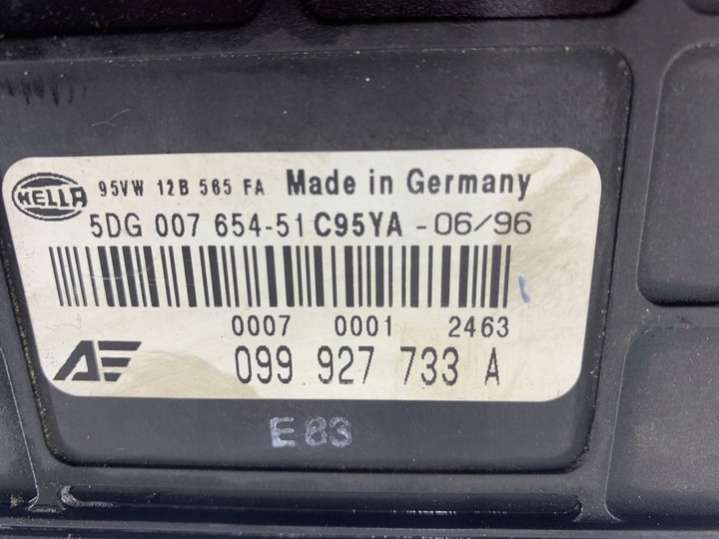 HELLA 95VW 12B 565 FA Made in Germany
5DG 007 654-51 C95YA - 06/96
0007 0001 2463
AE 099 927 733 A
E83